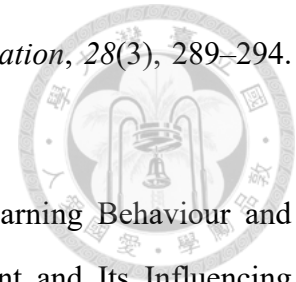 ation, 28(3), 289–294.
arning Behaviour and
nt and Its Influencing